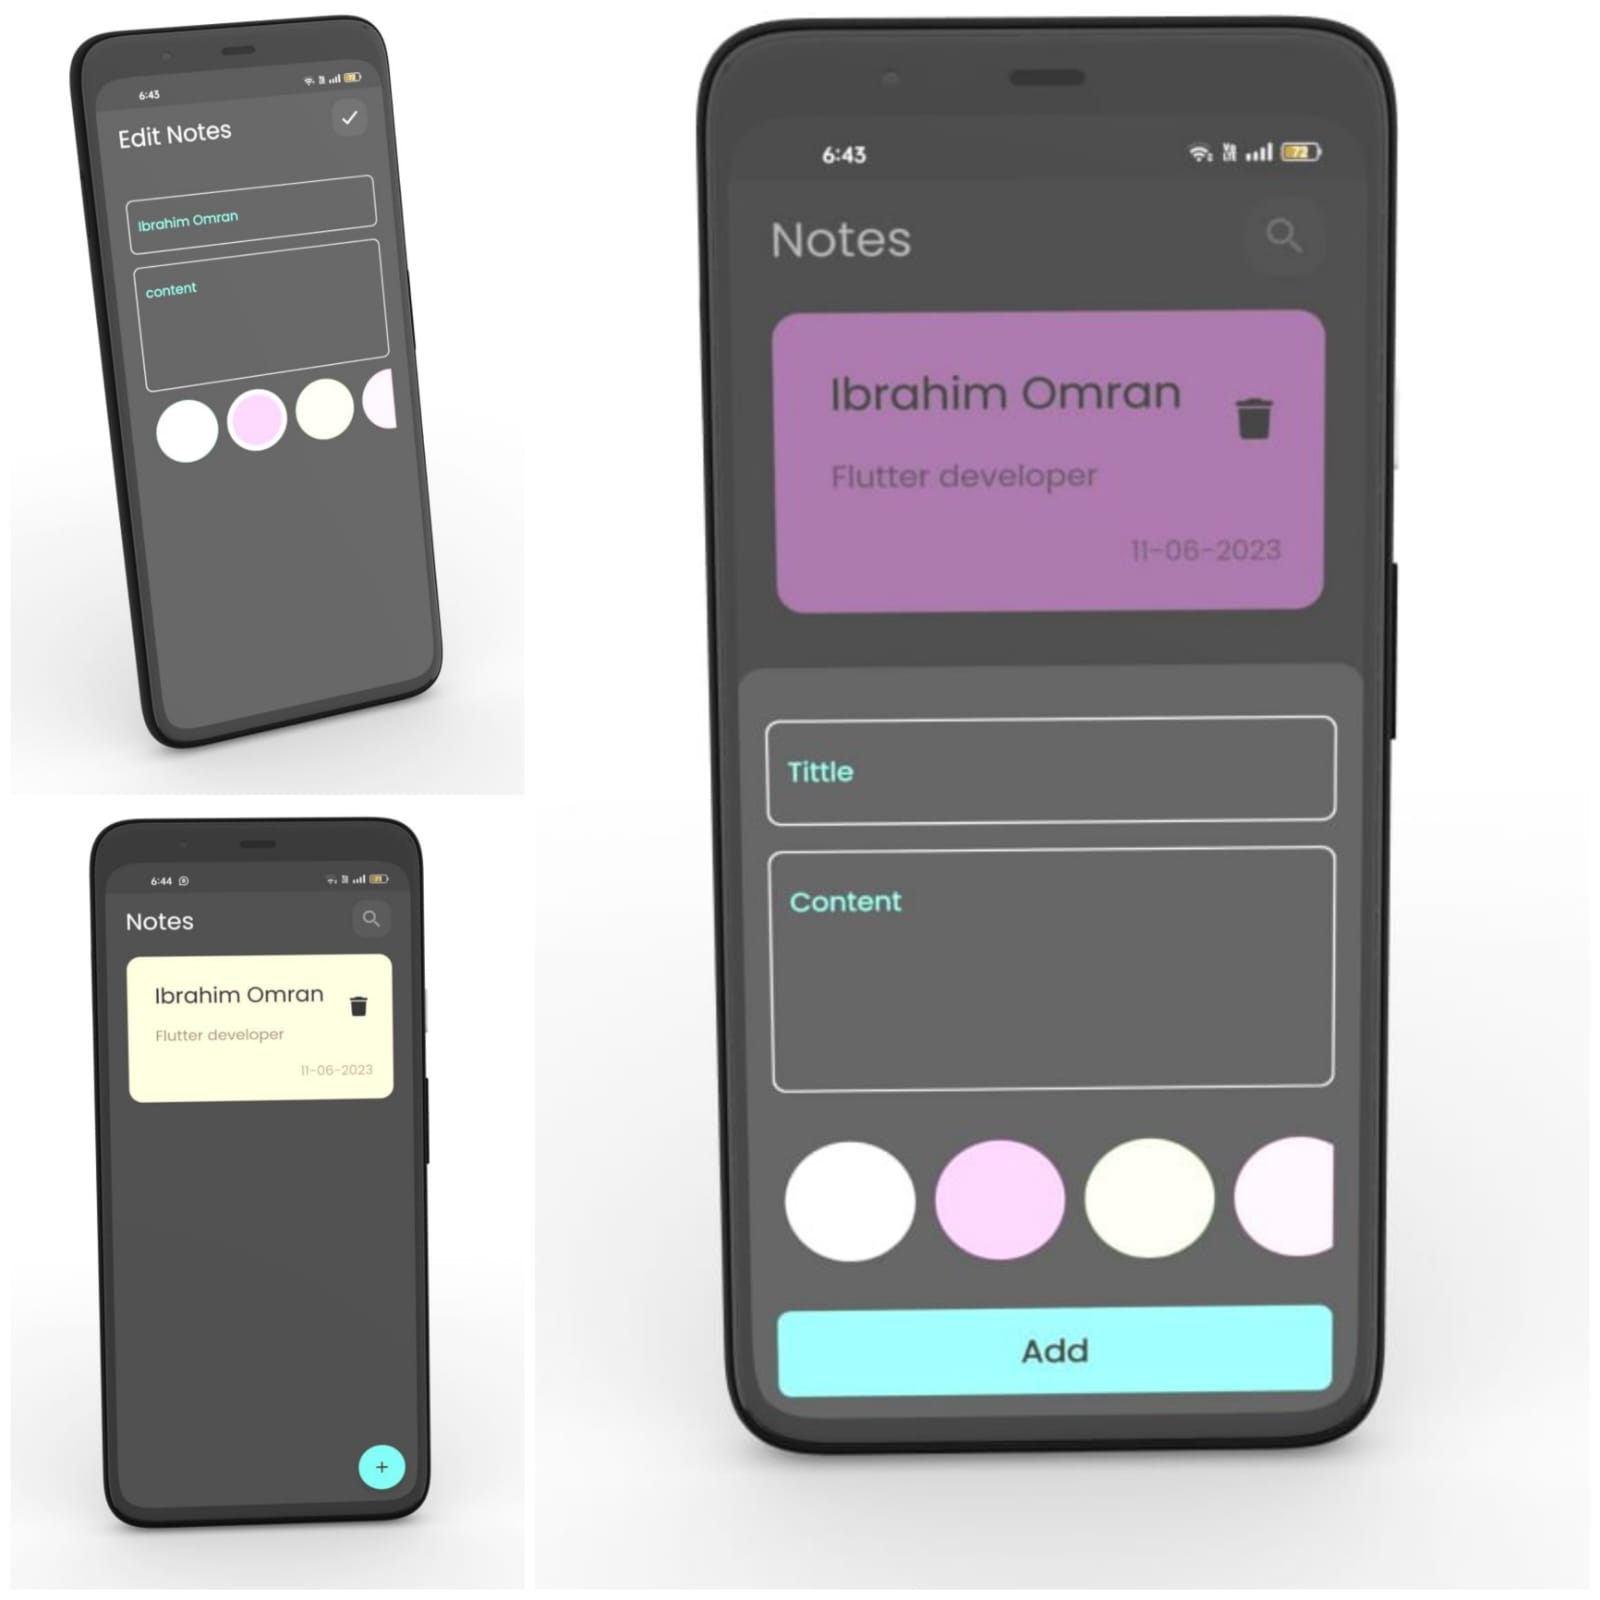 6:43
Edit Notes
Ibrahim Omran
content
6:44
Notes
Ibrahim Omran
Flutter developer
11-06-2023
+
6:43
72
Notes
Ibrahim Omran
Flutter developer
11-06-2023
Tittle
Content
Add